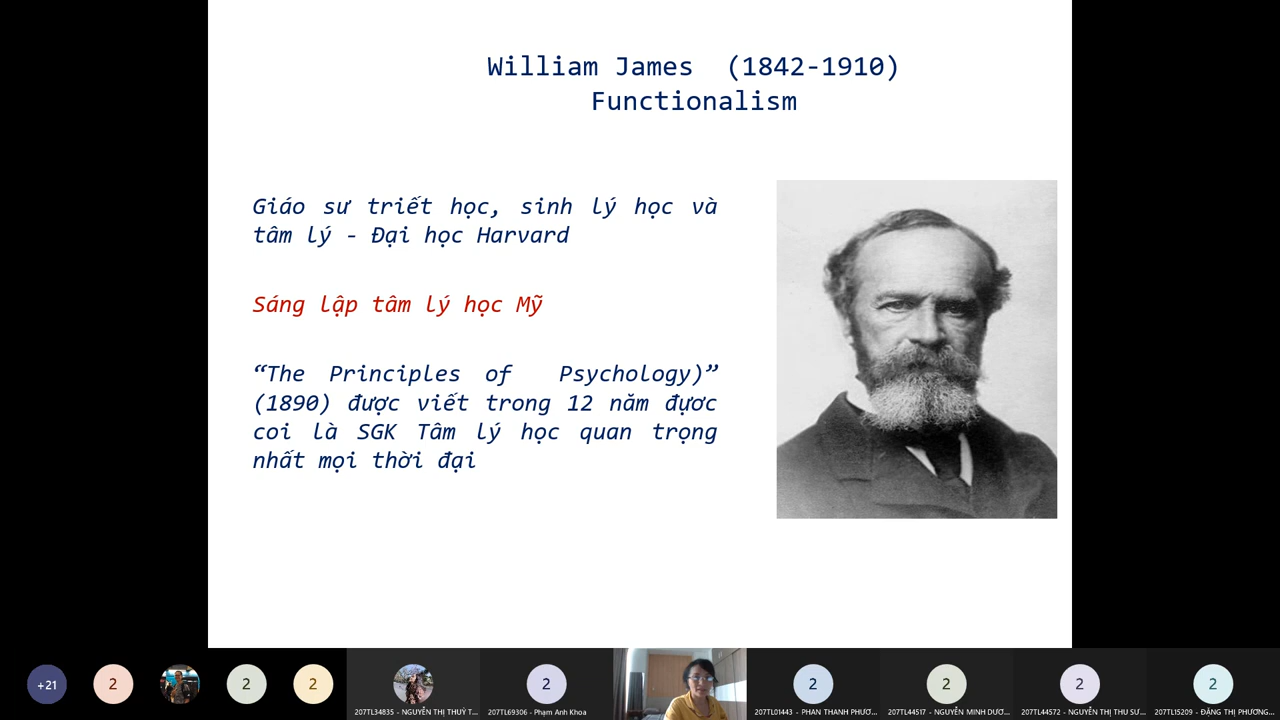 William James (1842-1910)
Functionalism
Giáo sư triết học, sinh lý học và
tâm lý - Đại học Harvard
Sáng lập tâm lý học Mỹ
“The Principles of Psychology)”
(1890) được viết trong 12 năm đựơc
coi là SGK Tâm lý học quan trọng
nhất mọi thời đại
+21
2
2
2
2
2
2
2
2
207TL34835 - NGUYỄN THỊ THUỲ T...
207TL69306 - Phạm Anh Khoa
207TL01443 - PHAN THANH PHƯƠ...
207TL44517 - NGUYỄN MINH DƯƠ...
207TL44572 - NGUYỄN THỊ THU SƯ...
207TL15209 - ĐẶNG THỊ PHƯƠNG...